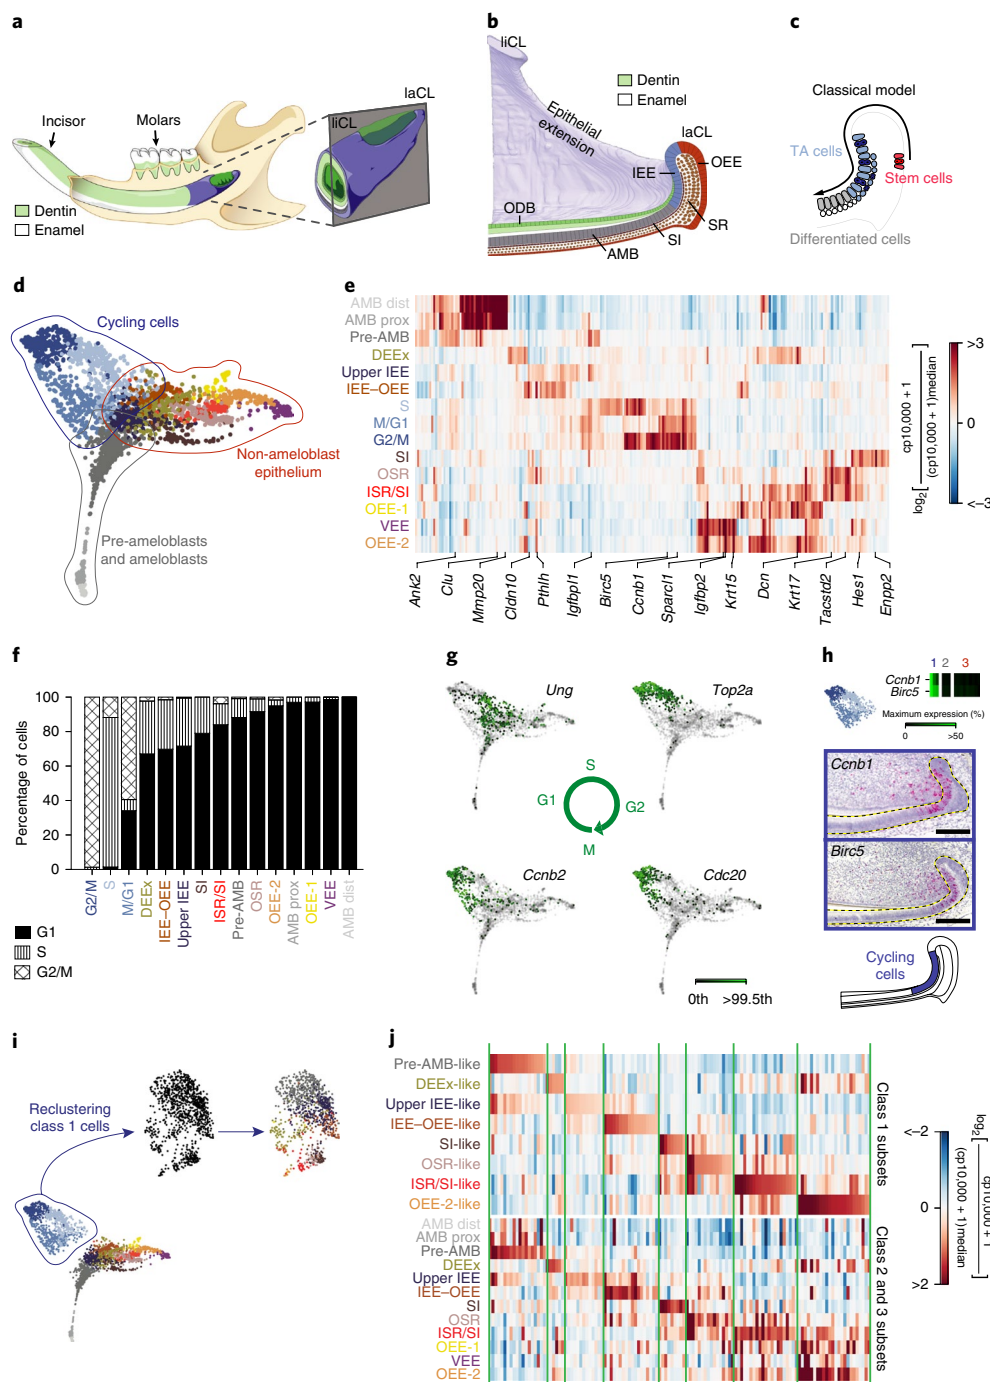 a
Incisor
Molars
laCL
liCL
Dentin
Enamel
b
liCL
Dentin
Enamel
Epithelial
extension
laCL
OEE
IEE
ODB
SR
SI
AMB
c
Classical model
TA cells
Stem cells
Differentiated cells
d
Cycling cells
Non-ameloblast
epithelium
Pre-ameloblasts
and ameloblasts
e
AMB dist
AMB prox
Pre-AMB
DEEx
Upper IEE
IEE–OEE
S
M/G1
G2/M
SI
OSR
ISR/SI
OEE-1
VEE
OEE-2
Ank2
Clu
Mmp20
Cldn10
Pthlh
Igfbpl1
Birc5
Ccnb1
Sparcl1
Igfbp2
Krt15
Dcn
Krt17
Tacstd2
Hes1
Enpp2
log2[ cp10,000 + 1
(cp10,000 + 1)median ]
>3
0
<–3
f
Percentage of cells
100
80
60
40
20
0
G2/M
S
M/G1
DEEx
IEE–OEE
Upper IEE
SI
ISR/SI
Pre-AMB
OSR
OEE-2
AMB prox
OEE-1
VEE
AMB dist
G1
S
G2/M
g
Ung
Top2a
S
G1
G2
M
Ccnb2
Cdc20
0th
>99.5th
h
1 2 3
Ccnb1
Birc5
Maximum expression (%)
0
>50
Ccnb1
Birc5
Cycling
cells
i
Reclustering
class 1 cells
j
Pre-AMB-like
DEEx-like
Upper IEE-like
IEE–OEE-like
SI-like
OSR-like
ISR/SI-like
OEE-2-like
AMB dist
AMB prox
Pre-AMB
DEEx
Upper IEE
IEE–OEE
SI
OSR
ISR/SI
OEE-1
VEE
OEE-2
Class 1 subsets
Class 2 and 3 subsets
<–2
0
>2
log2[ cp10,000 + 1
(cp10,000 + 1)median ]